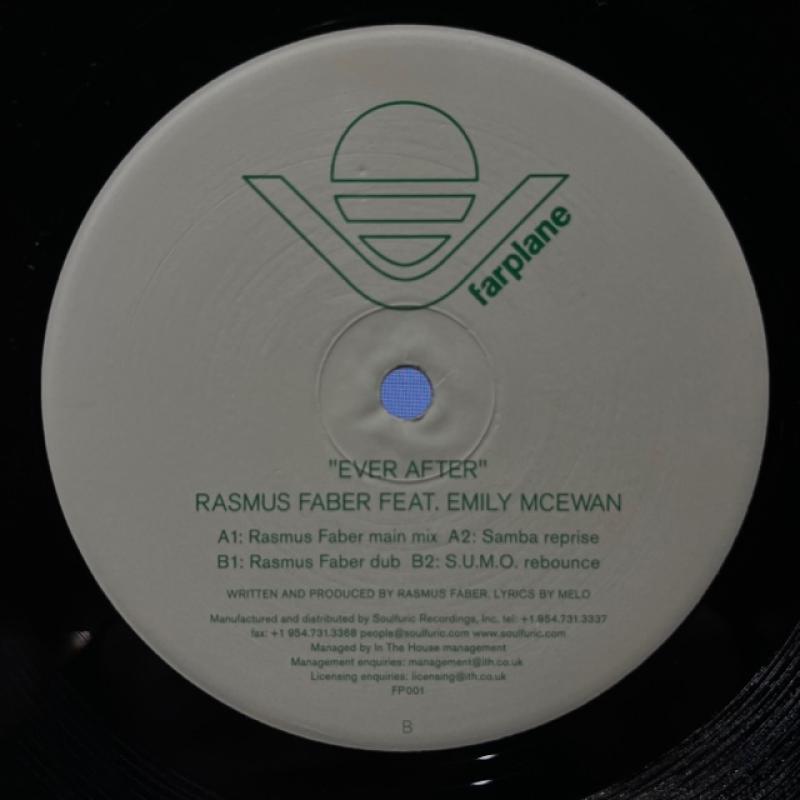 farplane
"EVER AFTER"
RASMUS FABER FEAT. EMILY MCEWAN
A1: Rasmus Faber main mix A2: Samba reprise
B1: Rasmus Faber dub B2: S.U.M.O. rebounce
WRITTEN AND PRODUCED BY RASMUS FABER. LYRICS BY MELO
Manufactured and distributed by Soulfuric Recordings, Inc. tel: +1.954.731.3337
fax: +1 954.731.3368 people@soulfuric.com www.soulfuric.com
Managed by In The House management
Management enquiries: management@ith.co.uk
Licensing enquiries: licensing@ith.co.uk
FP001
B